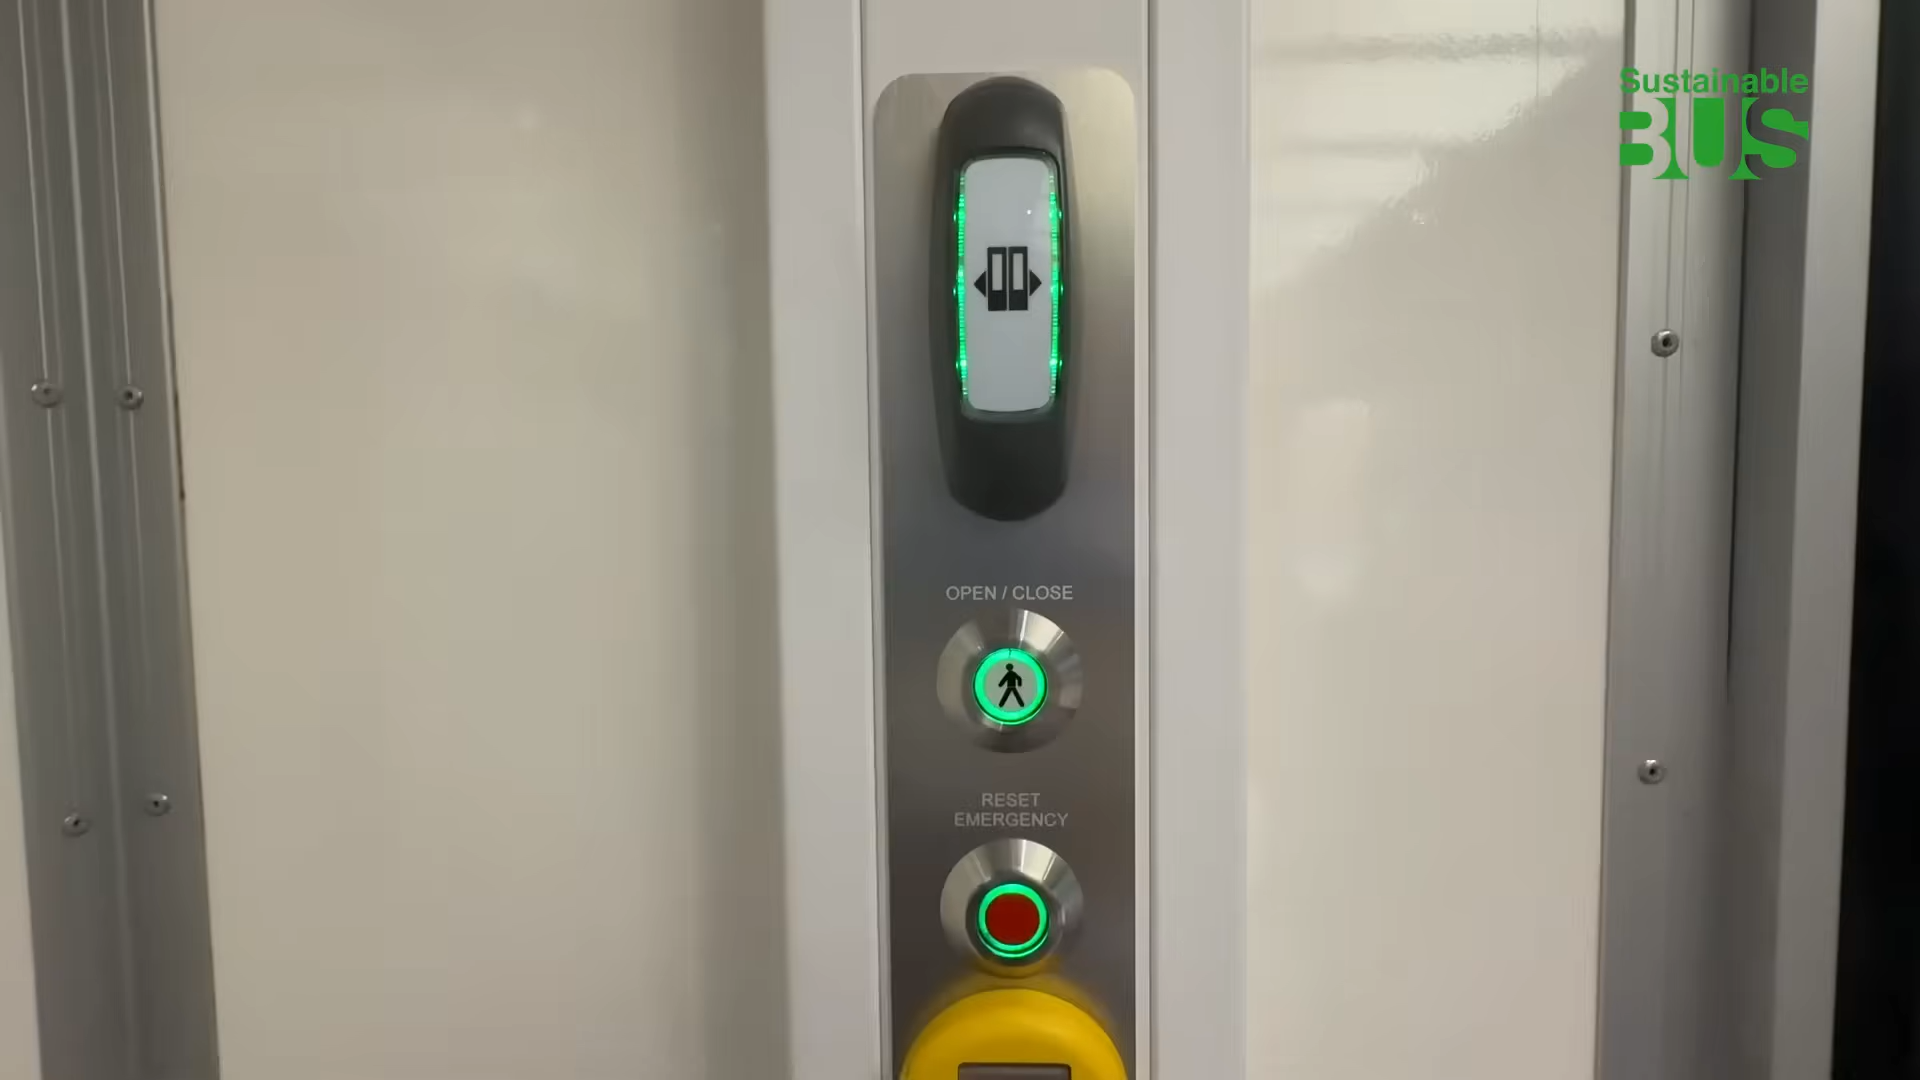 Sustainable
BUS
OPEN / CLOSE
RESET
EMERGENCY